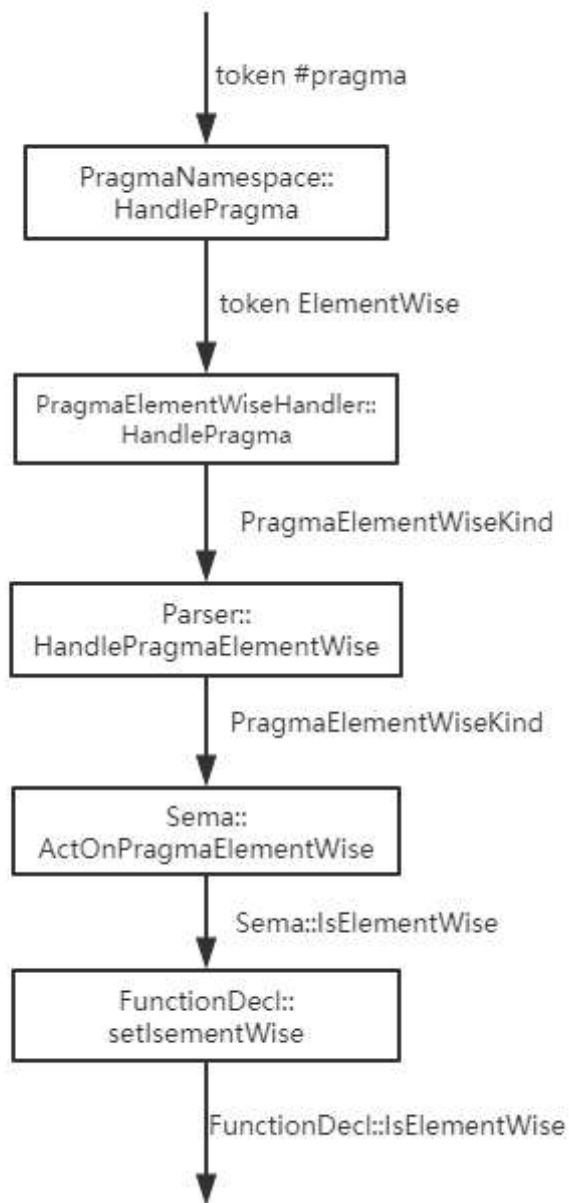 token #pragma
PragmaNamespace::
HandlePragma
token ElementWise
PragmaElementWiseHandler::
HandlePragma
PragmaElementWiseKind
Parser::
HandlePragmaElementWise
PragmaElementWiseKind
Sema::
ActOnPragmaElementWise
Sema::IsElementWise
FunctionDecl::
setIsementWise
FunctionDecl::IsElementWise